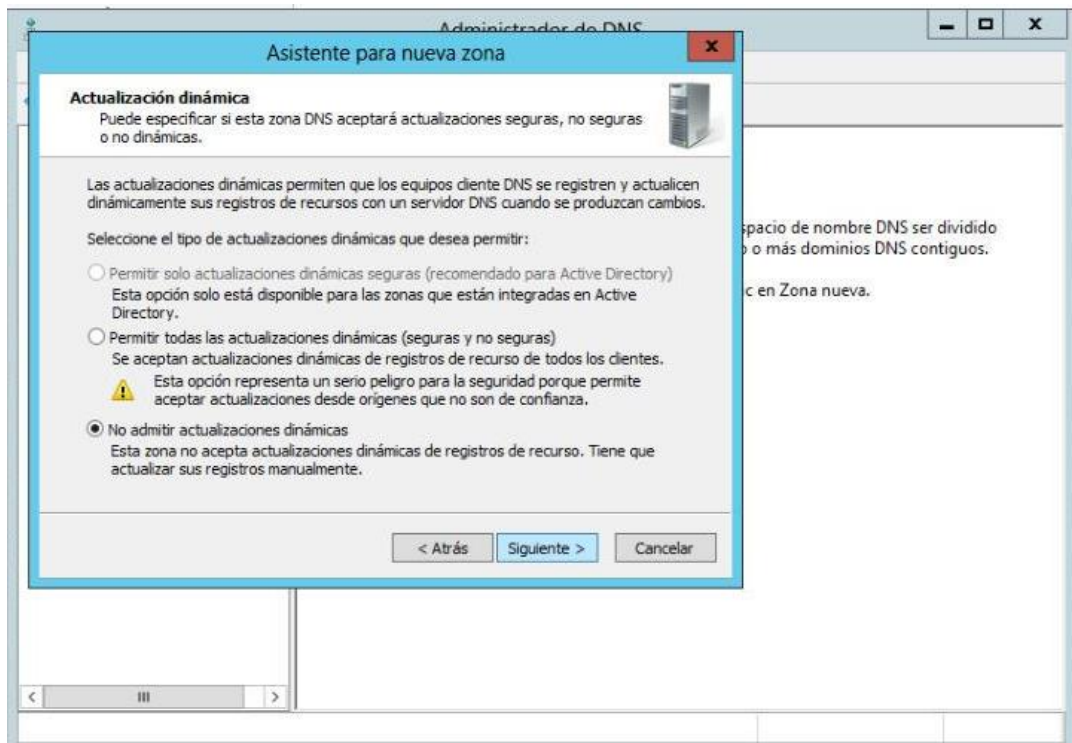 Administrador de DNS
Asistente para nueva zona
Actualización dinámica
Puede especificar si esta zona DNS aceptará actualizaciones seguras, no seguras
o no dinámicas.
Las actualizaciones dinámicas permiten que los equipos cliente DNS se registren y actualicen
dinámicamente sus registros de recursos con un servidor DNS cuando se produzcan cambios.
Seleccione el tipo de actualizaciones dinámicas que desea permitir:
Permitir solo actualizaciones dinámicas seguras (recomendado para Active Directory)
Esta opción solo está disponible para las zonas que están integradas en Active
Directory.
Permitir todas las actualizaciones dinámicas (seguras y no seguras)
Se aceptan actualizaciones dinámicas de registros de recurso de todos los clientes.
Esta opción representa un serio peligro para la seguridad porque permite
aceptar actualizaciones desde orígenes que no son de confianza.
No admitir actualizaciones dinámicas
Esta zona no acepta actualizaciones dinámicas de registros de recurso. Tiene que
actualizar sus registros manualmente.
< Atrás Siguiente > Cancelar
spacio de nombre DNS ser dividido
o más dominios DNS contiguos.
c en Zona nueva.